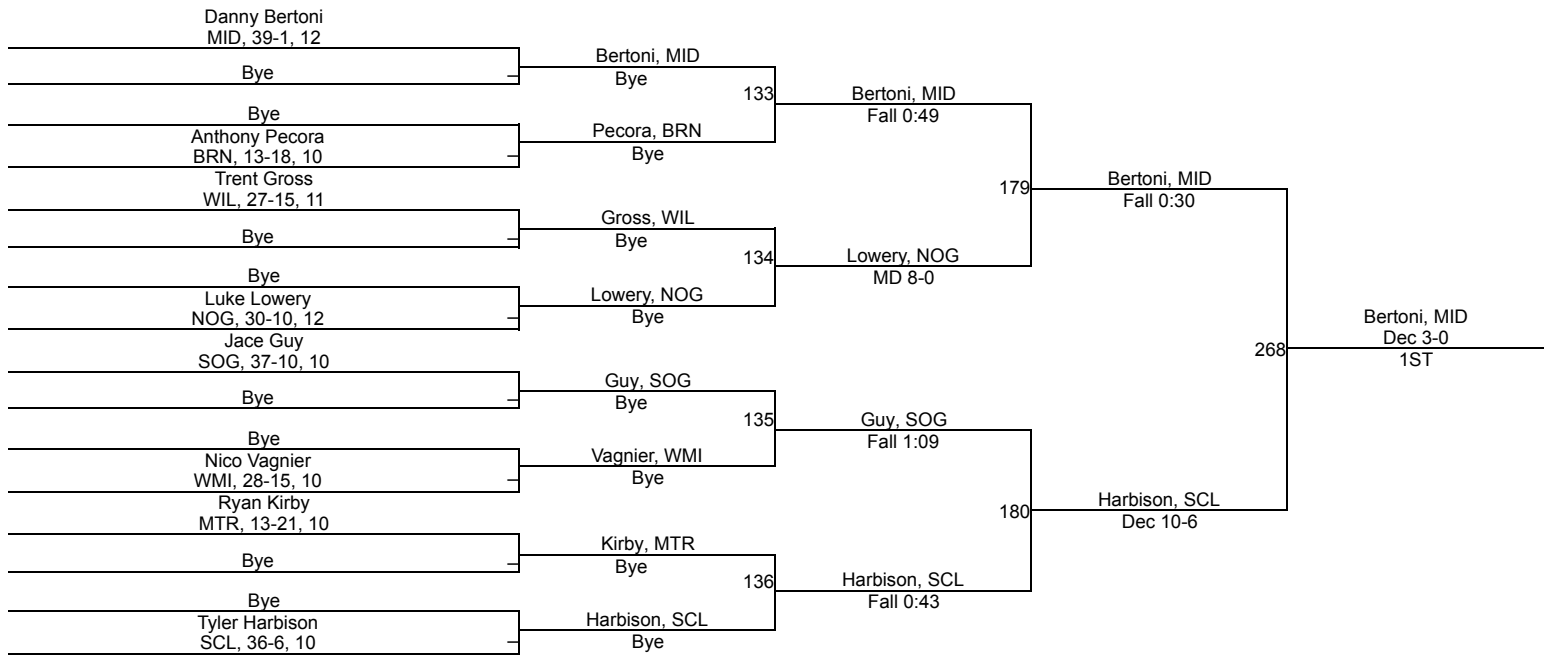 Danny Bertoni
MID, 39-1, 12
Bye
Bye
Anthony Pecora
BRN, 13-18, 10
Trent Gross
WIL, 27-15, 11
Bye
Bye
Luke Lowery
NOG, 30-10, 12
Jace Guy
SOG, 37-10, 10
Bye
Bye
Nico Vagnier
WMI, 28-15, 10
Ryan Kirby
MTR, 13-21, 10
Bye
Bye
Tyler Harbison
SCL, 36-6, 10
Bertoni, MID
Bye
133
Pecora, BRN
Bye
Gross, WIL
Bye
134
Lowery, NOG
Bye
Guy, SOG
Bye
135
Vagnier, WMI
Bye
Kirby, MTR
Bye
136
Harbison, SCL
Bye
Bertoni, MID
Fall 0:49
179
Lowery, NOG
MD 8-0
Guy, SOG
Fall 1:09
180
Harbison, SCL
Fall 0:43
Bertoni, MID
Fall 0:30
268
Harbison, SCL
Dec 10-6
Bertoni, MID
Dec 3-0
1ST